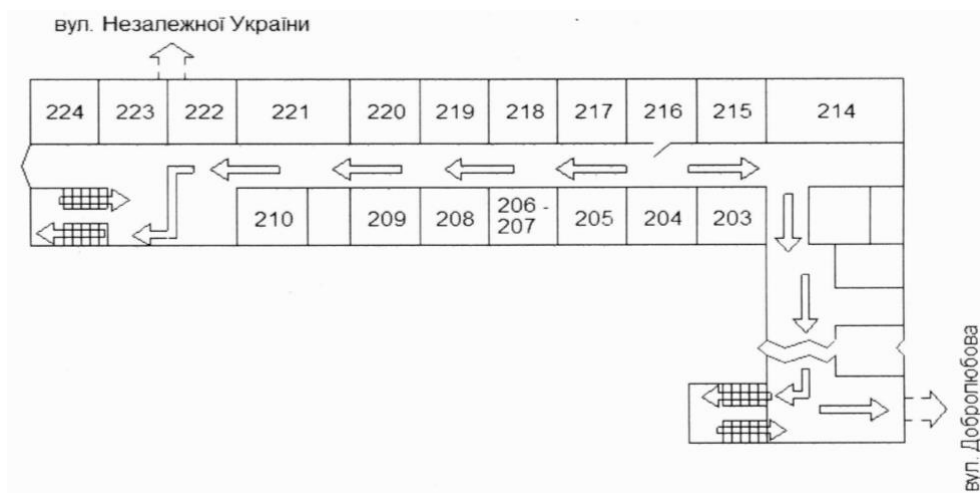 вул. Незалежної України
224 223 222 221 220 219 218 217 216 215 214
210 209 208 206 - 207 205 204 203
вул. Добролюбова